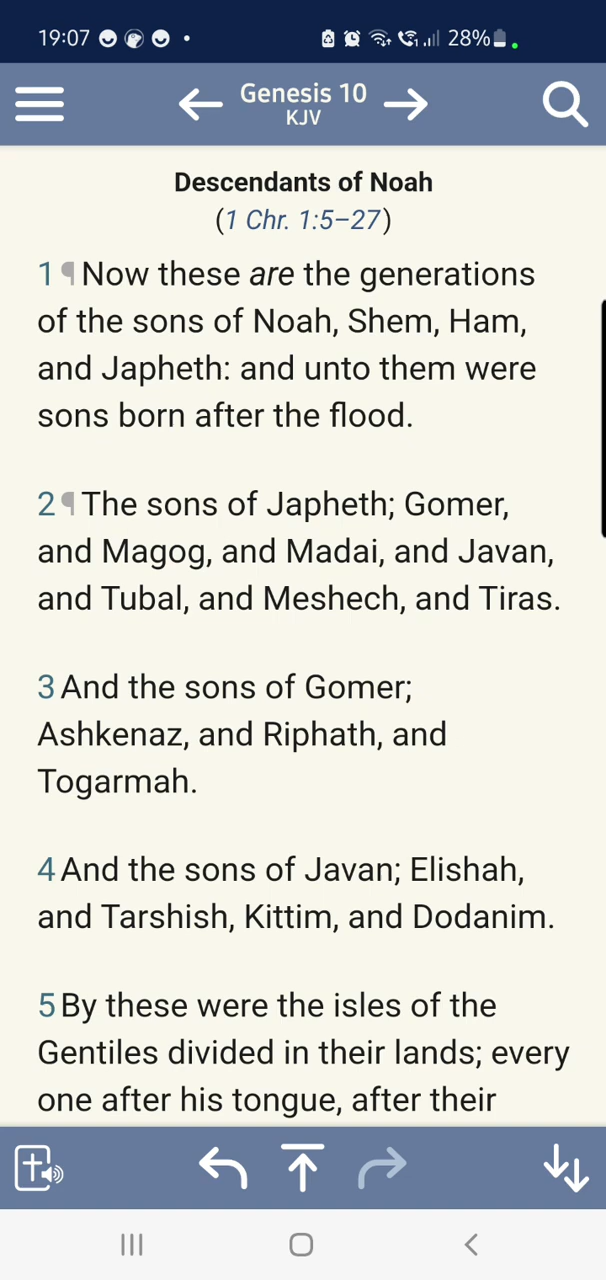 19:07 28%
Genesis 10
KJV
Descendants of Noah
(1 Chr. 1:5–27)
1 ¶ Now these are the generations
of the sons of Noah, Shem, Ham,
and Japheth: and unto them were
sons born after the flood.
2 ¶ The sons of Japheth; Gomer,
and Magog, and Madai, and Javan,
and Tubal, and Meshech, and Tiras.
3 And the sons of Gomer;
Ashkenaz, and Riphath, and
Togarmah.
4 And the sons of Javan; Elishah,
and Tarshish, Kittim, and Dodanim.
5 By these were the isles of the
Gentiles divided in their lands; every
one after his tongue, after their